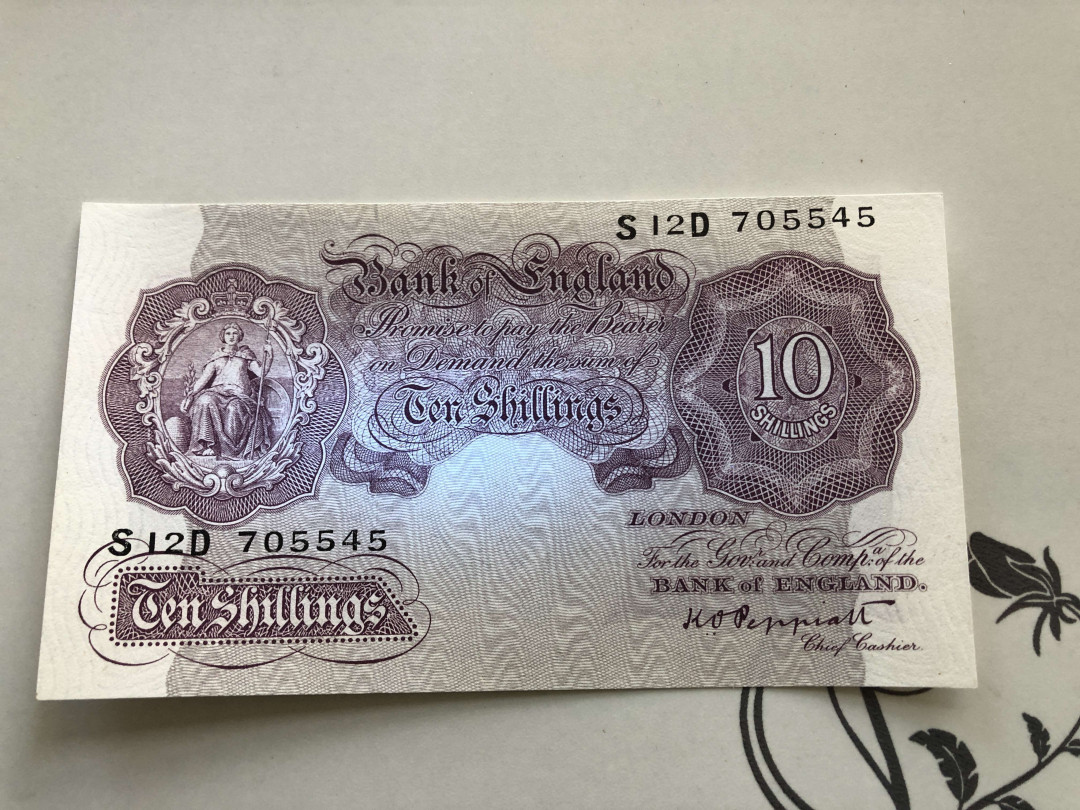 S12D 705545
Bank of England
Promise to pay the Bearer
on Demand the sum of
Ten Shillings
10
SHILLINGS
S12D 705545
Ten Shillings
LONDON
For the Govr. and Compa. of the
BANK of ENGLAND.
K O Peppiatt
Chief Cashier.